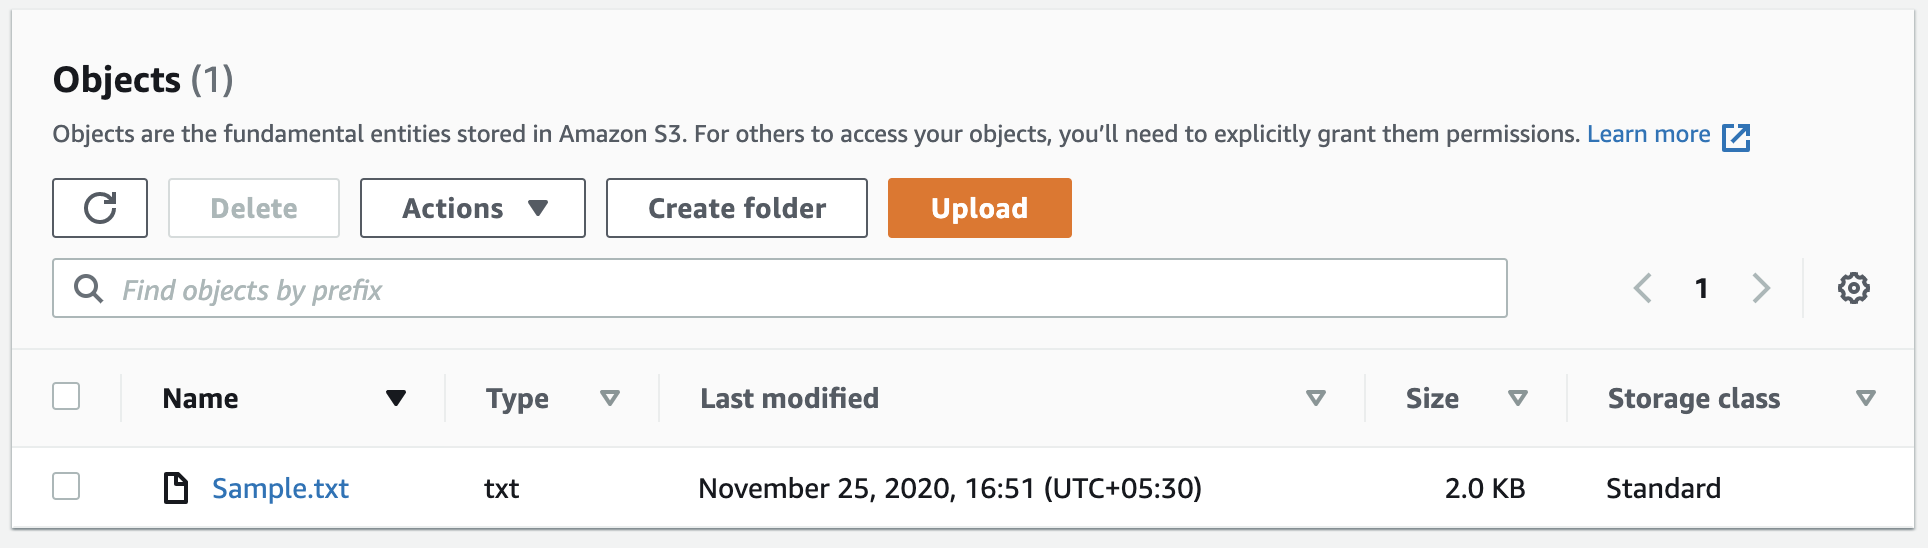 Objects (1)
Objects are the fundamental entities stored in Amazon S3. For others to access your objects, you’ll need to explicitly grant them permissions. Learn more
Delete Actions Create folder Upload
Find objects by prefix 1
Name Type Last modified Size Storage class
Sample.txt txt November 25, 2020, 16:51 (UTC+05:30) 2.0 KB Standard